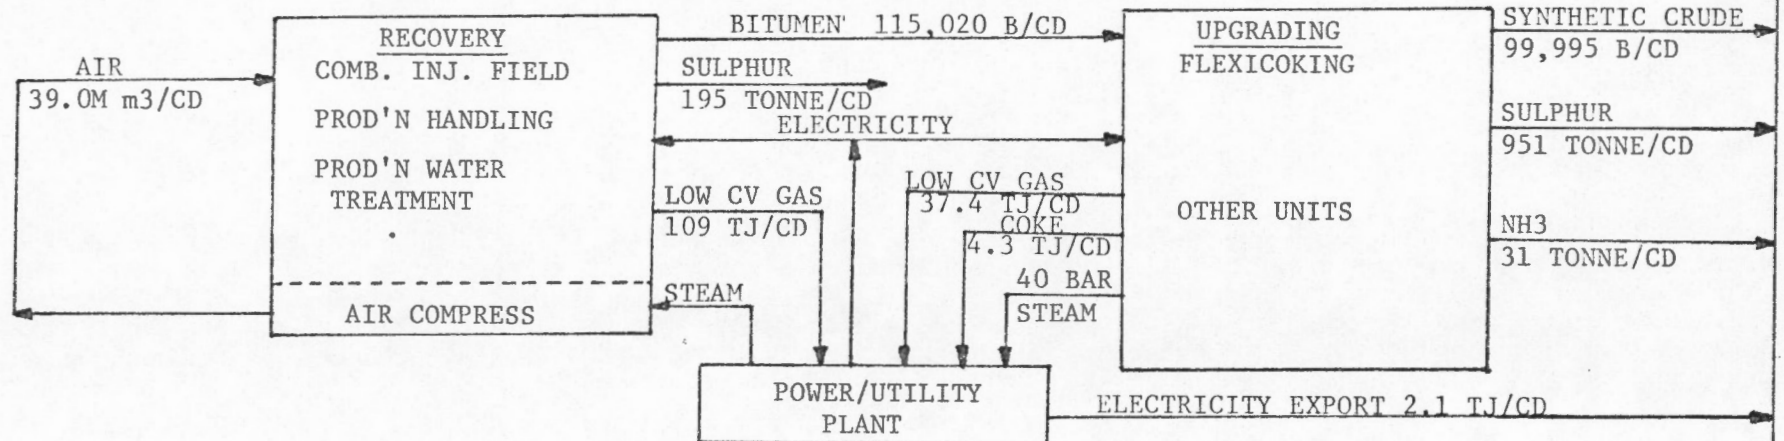 RECOVERY
COMB. INJ. FIELD
PROD'N HANDLING
PROD'N WATER
TREATMENT
AIR COMPRESS
AIR
39.0M m3/CD
BITUMEN 115,020 B/CD
SULPHUR
195 TONNE/CD
ELECTRICITY
LOW CV GAS
109 TJ/CD
STEAM
LOW CV GAS
37.4 TJ/CD
COKE
4.3 TJ/CD
40 BAR
STEAM
UPGRADING
FLEXICOKING
OTHER UNITS
SYNTHETIC CRUDE
99,995 B/CD
SULPHUR
951 TONNE/CD
NH3
31 TONNE/CD
POWER/UTILITY
PLANT
ELECTRICITY EXPORT 2.1 TJ/CD